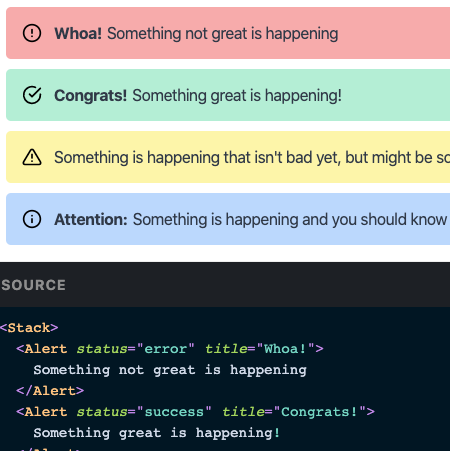 Whoa! Something not great is happening
Congrats! Something great is happening!
Something is happening that isn't bad yet, but might be
Attention: Something is happening and you should know
SOURCE
<Stack>
<Alert status="error" title="Whoa!">
Something not great is happening
</Alert>
<Alert status="success" title="Congrats!">
Something great is happening!
</Alert>